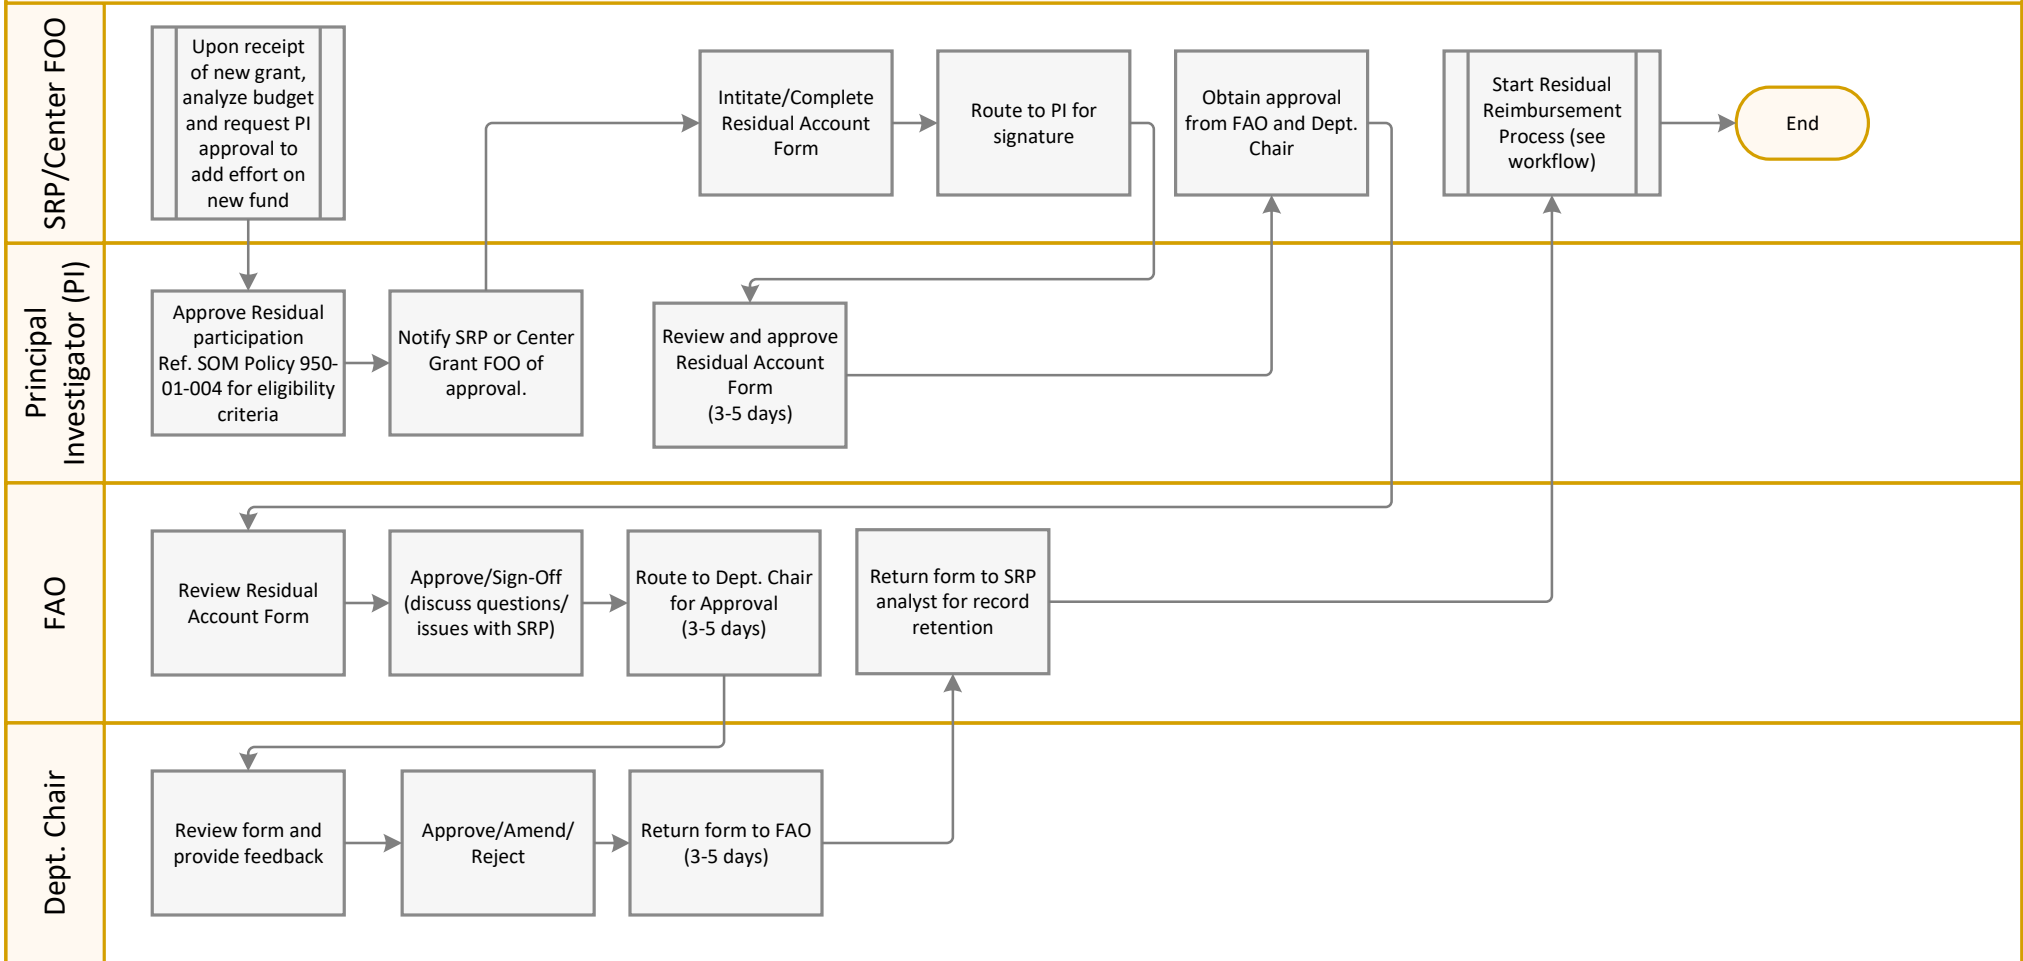 SRP/Center FOO
Upon receipt
of new grant,
analyze budget
and request PI
approval to
add effort on
new fund
Intitate/Complete
Residual Account
Form
Route to PI for
signature
Obtain approval
from FAO and Dept.
Chair
Start Residual
Reimbursement
Process (see
workflow)
End
Principal
Investigator (PI)
Approve Residual
participation
Ref. SOM Policy 950-
01-004 for eligibility
criteria
Notify SRP or Center
Grant FOO of
approval.
Review and approve
Residual Account
Form
(3-5 days)
FAO
Review Residual
Account Form
Approve/Sign-Off
(discuss questions/
issues with SRP)
Route to Dept. Chair
for Approval
(3-5 days)
Return form to SRP
analyst for record
retention
Dept. Chair
Review form and
provide feedback
Approve/Amend/
Reject
Return form to FAO
(3-5 days)